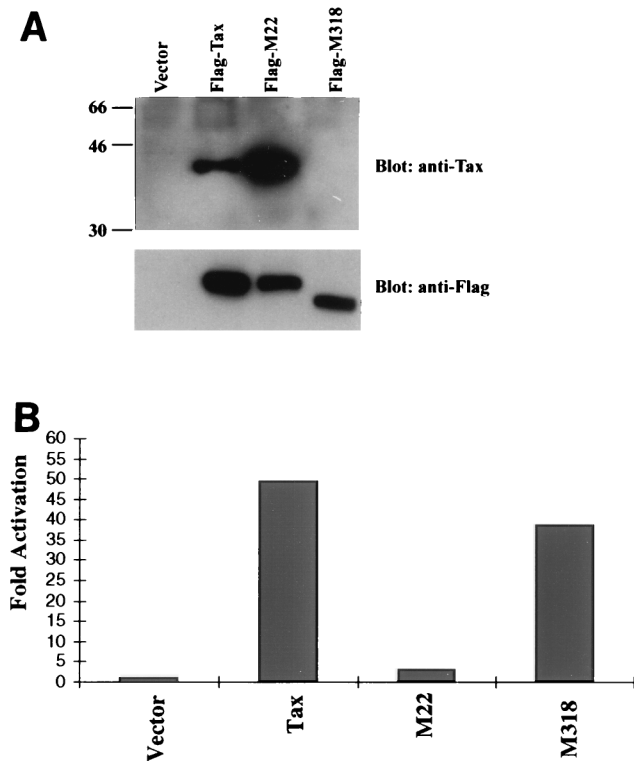 A
Vector
Flag-Tax
Flag-M22
Flag-M318
66
46
30
Blot: anti-Tax
Blot: anti-Flag
B
Fold Activation
60
55
50
45
40
35
30
25
20
15
10
5
0
Vector
Tax
M22
M318